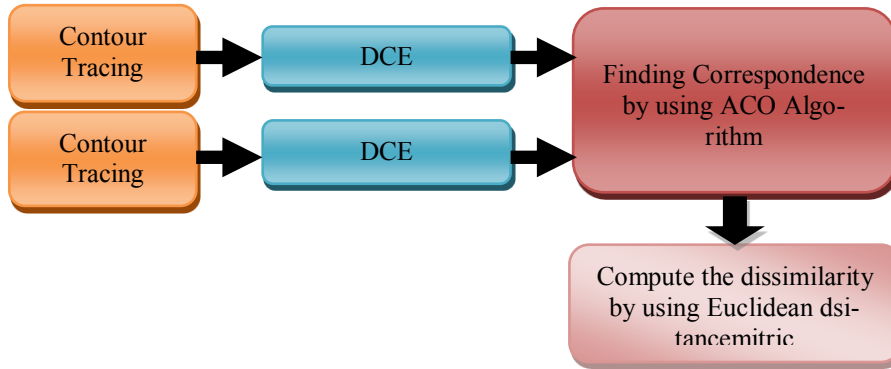 Contour
Tracing
DCE
Finding Correspondence
by using ACO Algo-
rithm
Contour
Tracing
DCE
Compute the dissimilarity
by using Euclidean dsi-
tancemitric